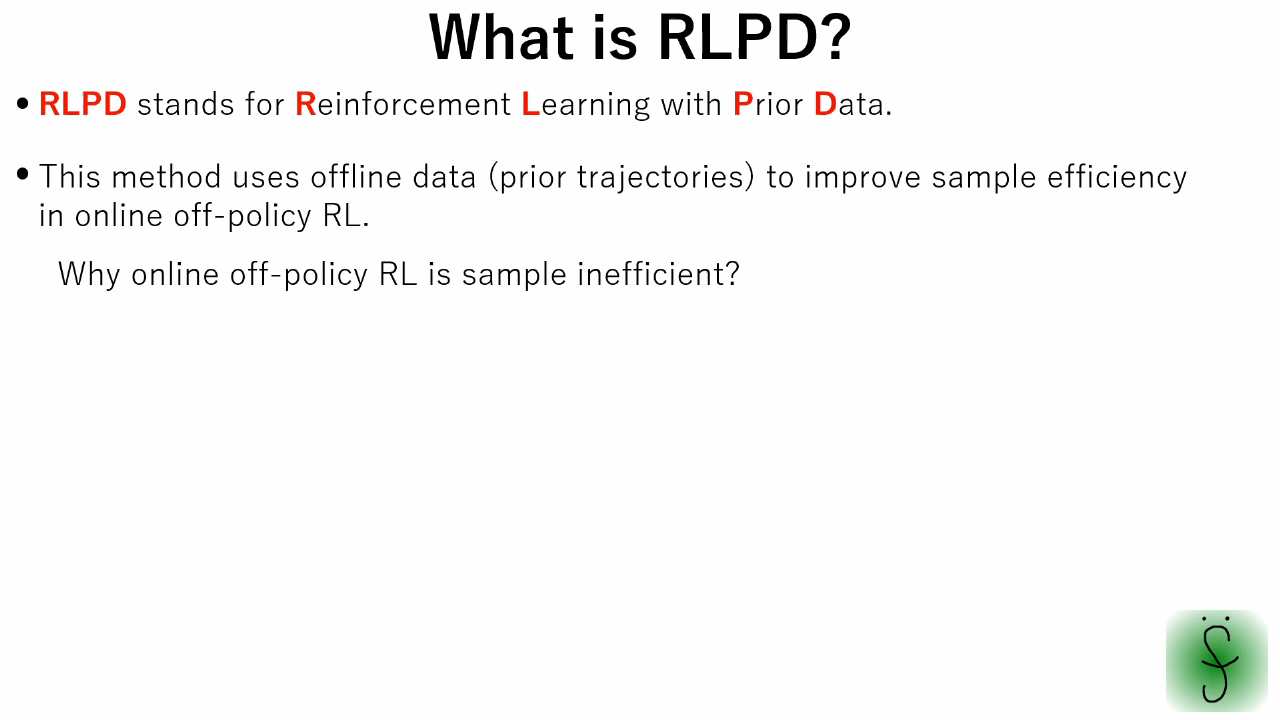 What is RLPD?
• RLPD stands for Reinforcement Learning with Prior Data.
• This method uses offline data (prior trajectories) to improve sample efficiency
in online off-policy RL.
Why online off-policy RL is sample inefficient?